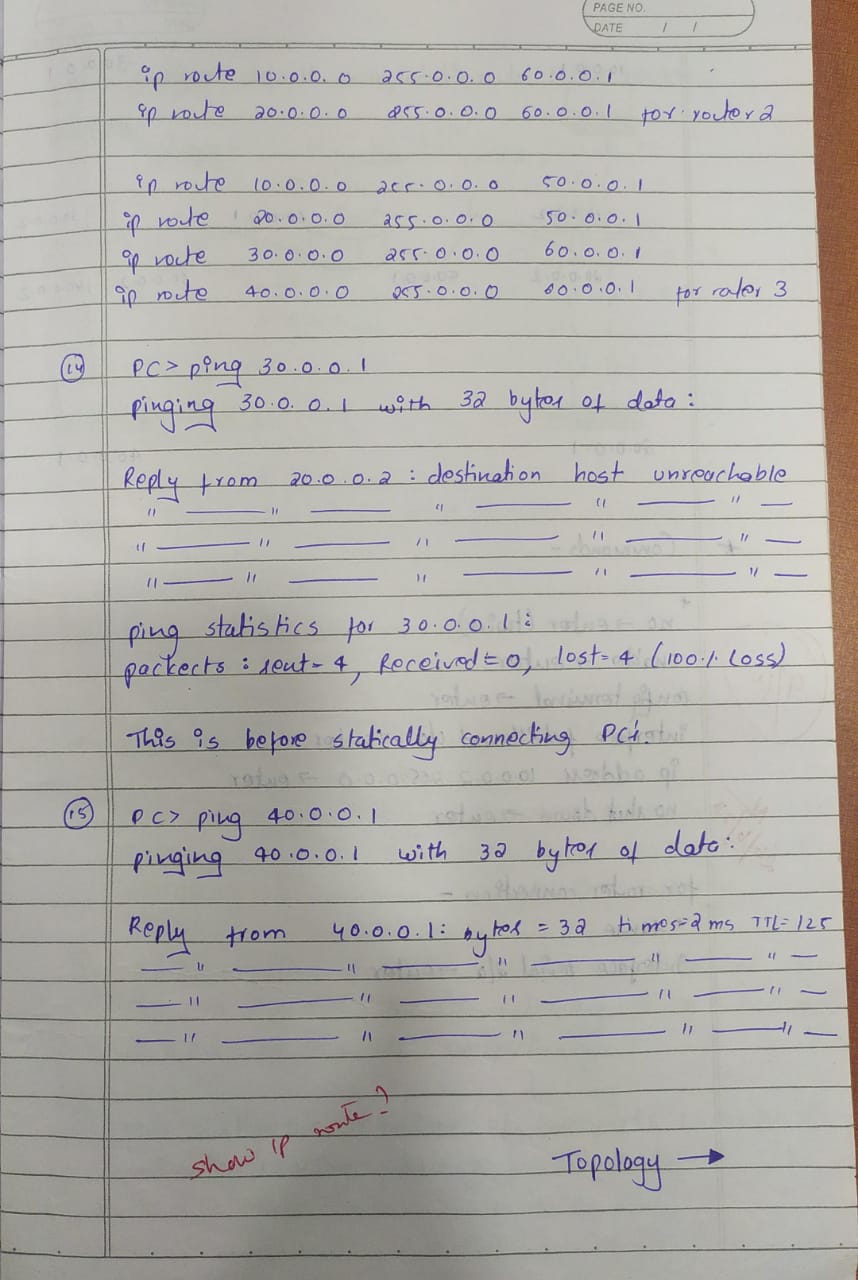 PAGE NO.
DATE / /
ip route 10.0.0.0 255.0.0.0 60.0.0.1
ip route 20.0.0.0 255.0.0.0 60.0.0.1 for router 2
ip route 10.0.0.0 255.0.0.0 50.0.0.1
ip route 20.0.0.0 255.0.0.0 50.0.0.1
ip route 30.0.0.0 255.0.0.0 60.0.0.1
ip route 40.0.0.0 255.0.0.0 60.0.0.1 for roter 3
14 PC> ping 30.0.0.1
pinging 30.0.0.1 with 32 bytes of data:
Reply from 20.0.0.2 : destination host unreachable
" — " — " — " — " —
" — " — " — " — " —
" — " — " — " — " —
ping statistics for 30.0.0.1:
packects : sent= 4, Received= 0, lost= 4 (100% loss)
This is before statically connecting PC's.
15 PC> ping 40.0.0.1
pinging 40.0.0.1 with 32 bytes of data:
Reply from 40.0.0.1: bytes = 32 times=2ms TTL= 125
— " — " — " — " — " —
— " — " — " — " — " —
— " — " — " — " — " —
show ip route?
Topology →